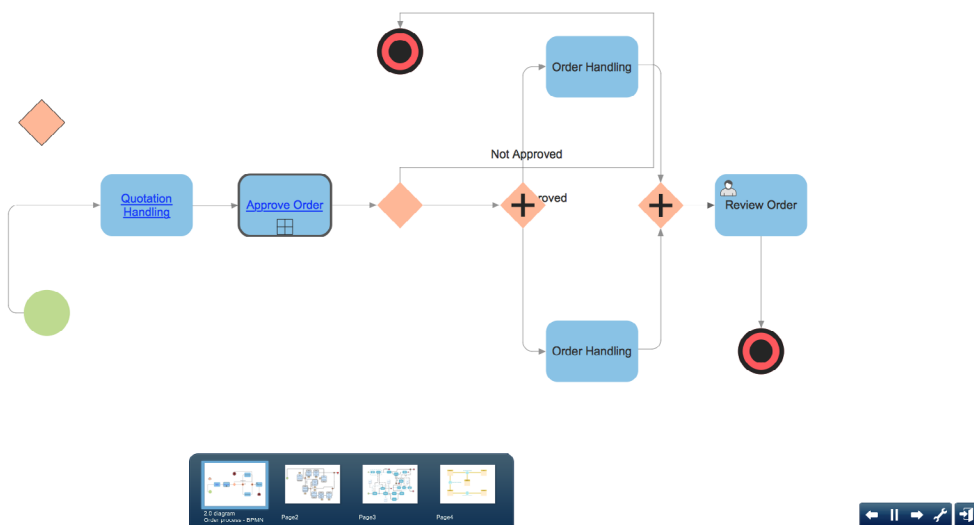 Order Handling
Not Approved
Quotation
Handling
Approve Order
roved
Review Order
Order Handling
2.0 diagram
Order process - BPMN
Page2
Page3
Page4